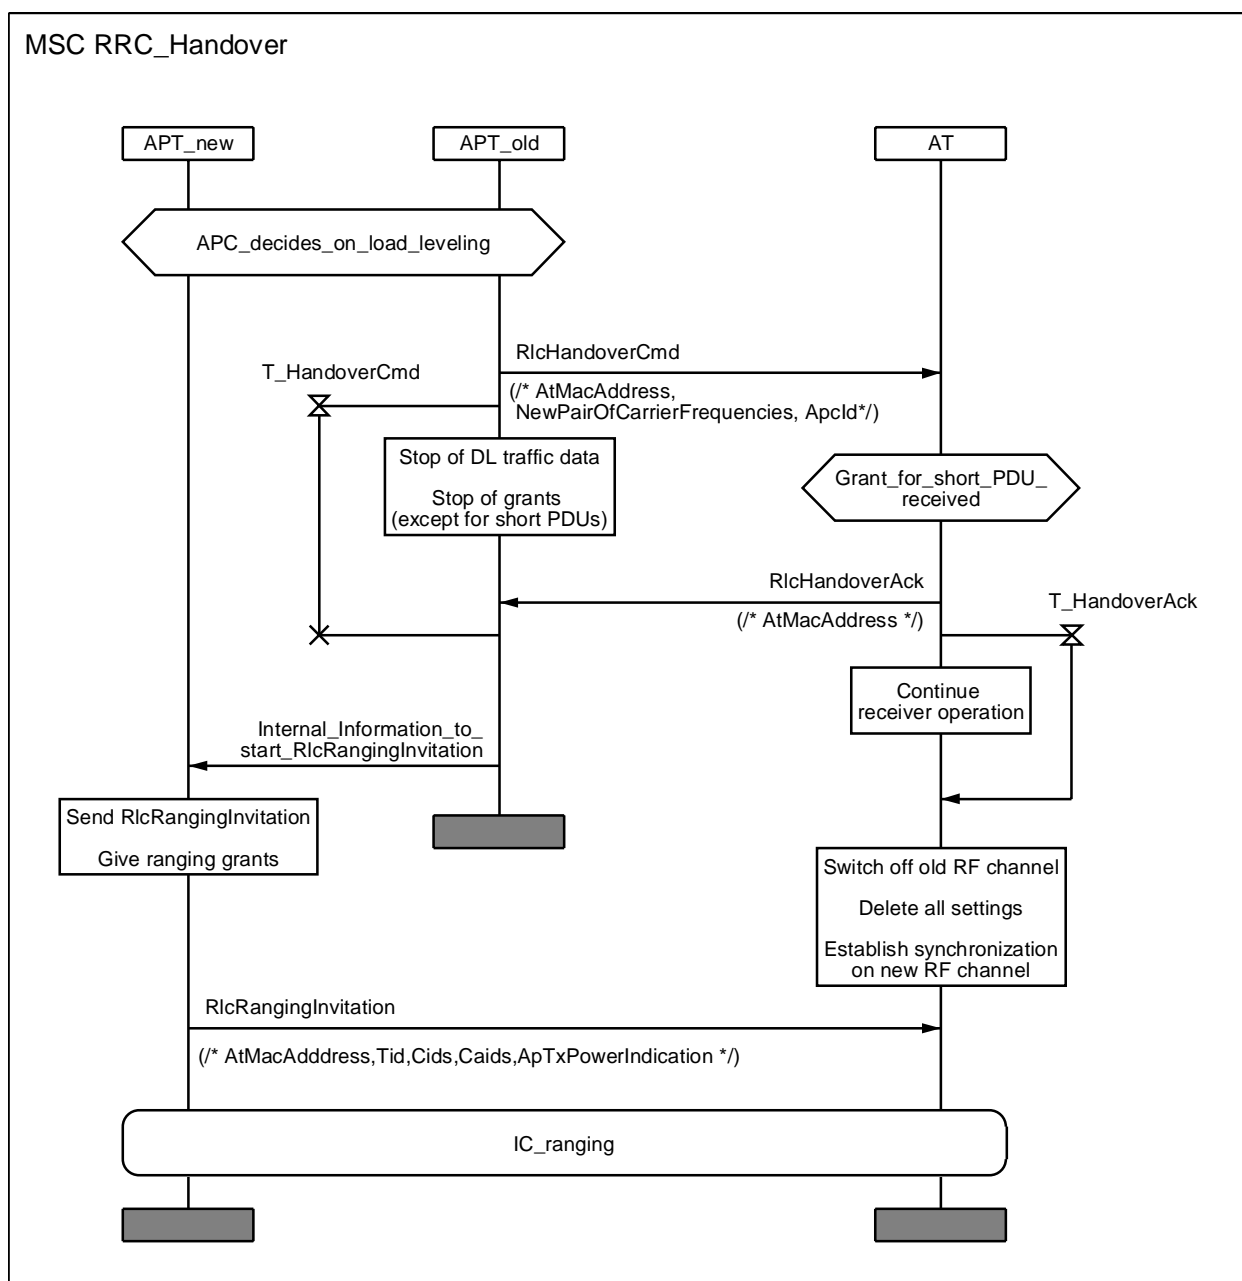 MSC RRC_Handover
APT_new
APT_old
AT
APC_decides_on_load_leveling
RlcHandoverCmd
T_HandoverCmd
(/* AtMacAddress,
NewPairOfCarrierFrequencies, ApcId*/)
Stop of DL traffic data
Stop of grants
(except for short PDUs)
Grant_for_short_PDU_
received
RlcHandoverAck
T_HandoverAck
(/* AtMacAddress */)
Continue
receiver operation
Internal_Information_to_
start_RlcRangingInvitation
Send RlcRangingInvitation
Give ranging grants
Switch off old RF channel
Delete all settings
Establish synchronization
on new RF channel
RlcRangingInvitation
(/* AtMacAdddress,Tid,Cids,Caids,ApTxPowerIndication */)
IC_ranging